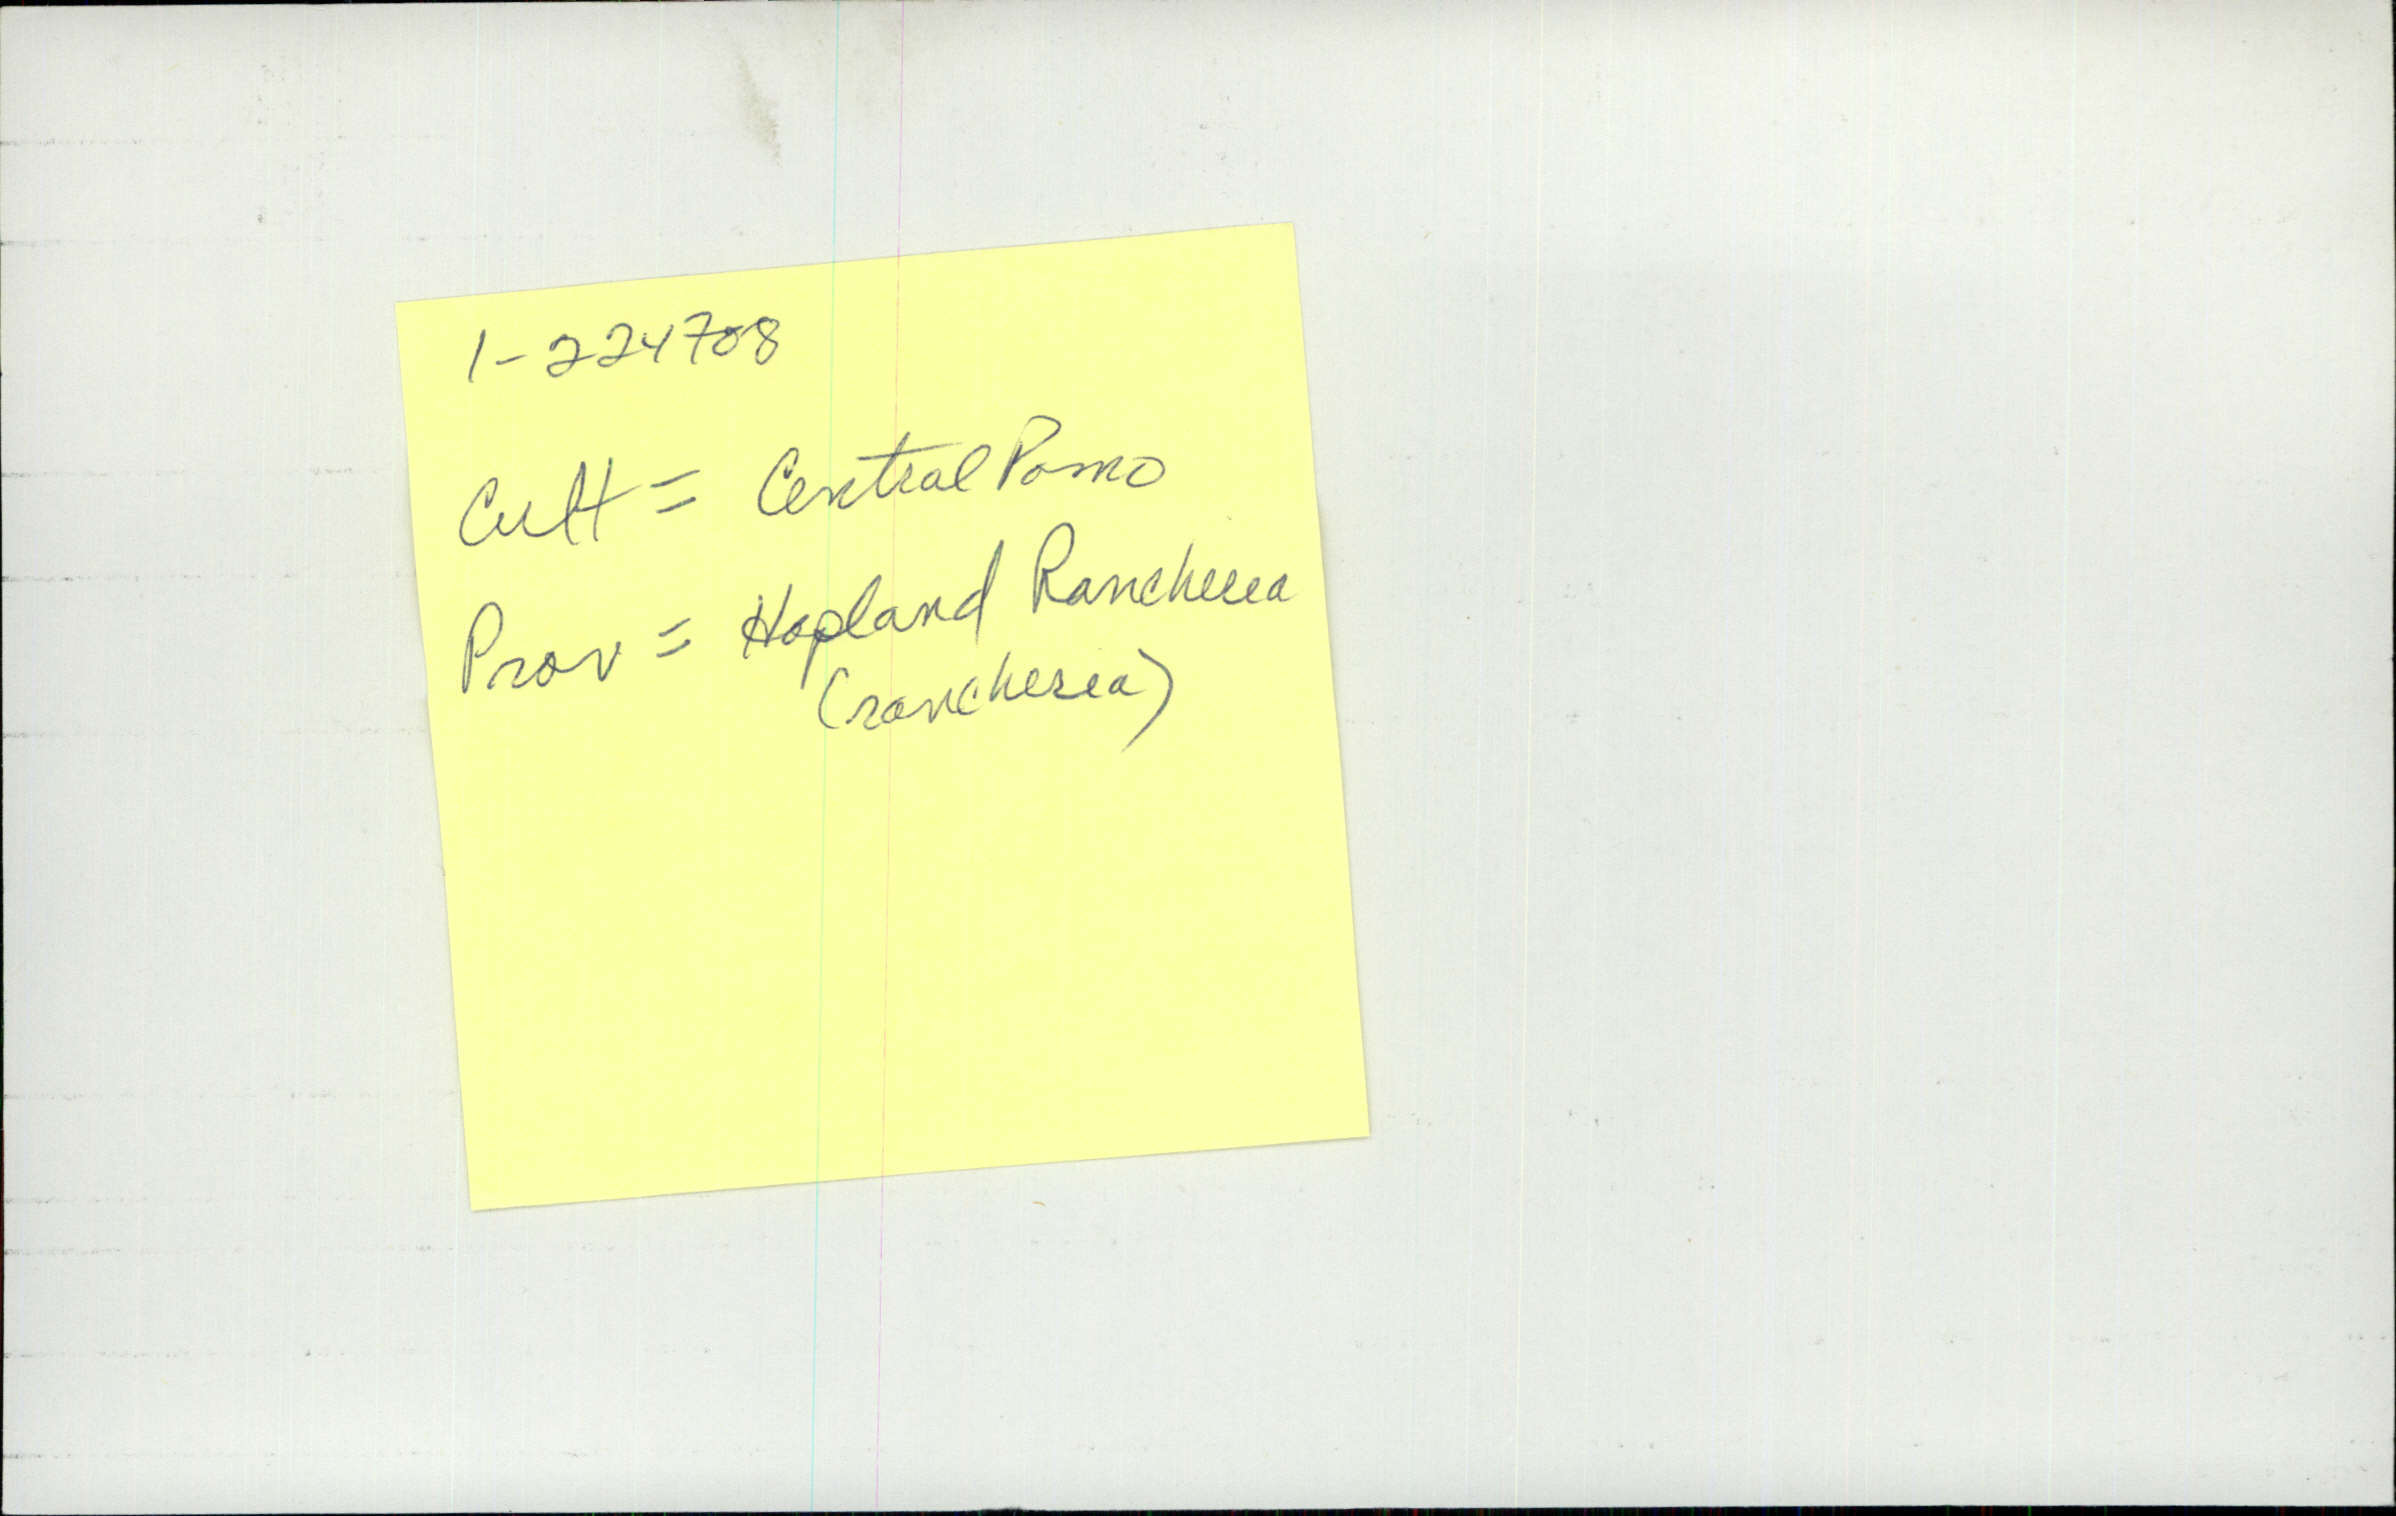 1-224708
Cult = Central Pomo
Prov = Hopland Rancheria
(rancheria)